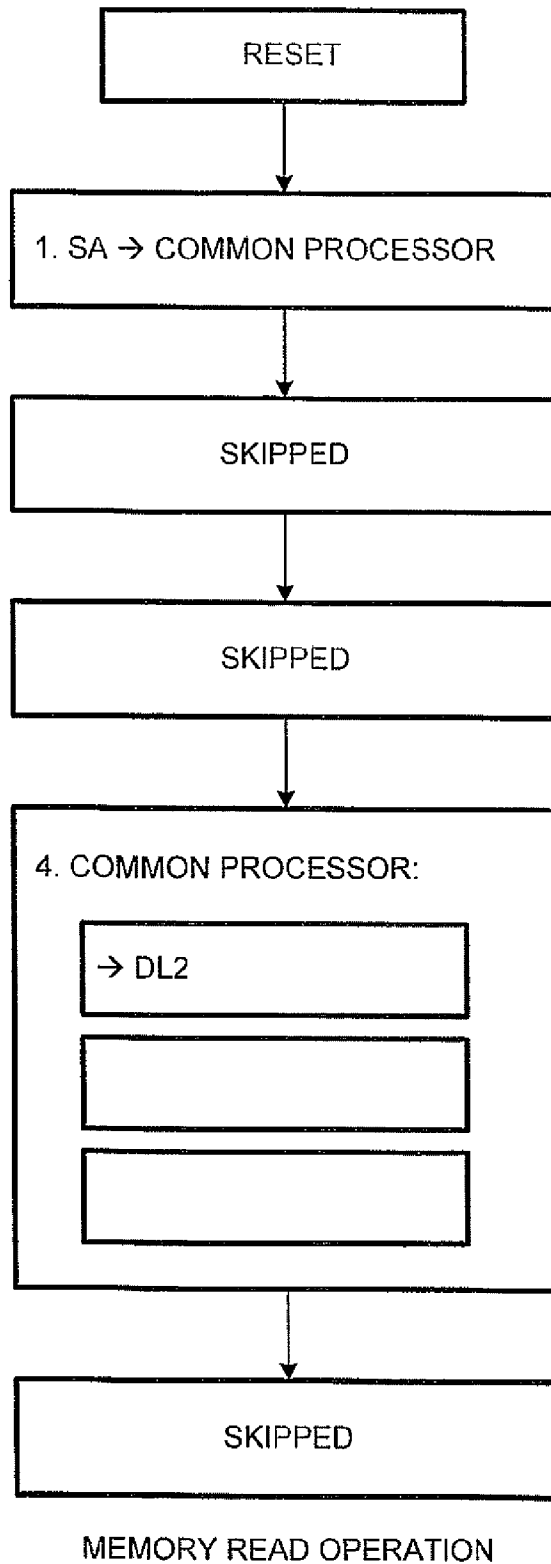 RESET
1. SA → COMMON PROCESSOR
SKIPPED
SKIPPED
4. COMMON PROCESSOR:
→ DL2
SKIPPED
MEMORY READ OPERATION